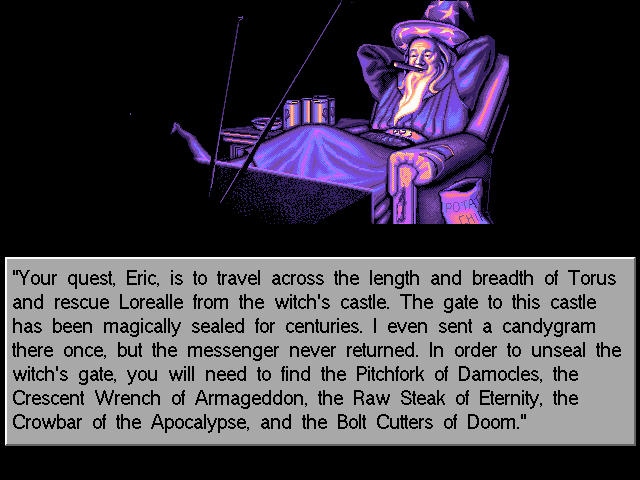 POTA
CHI
"Your quest, Eric, is to travel across the length and breadth of Torus
and rescue Lorealle from the witch's castle. The gate to this castle
has been magically sealed for centuries. I even sent a candygram
there once, but the messenger never returned. In order to unseal the
witch's gate, you will need to find the Pitchfork of Damocles, the
Crescent Wrench of Armageddon, the Raw Steak of Eternity, the
Crowbar of the Apocalypse, and the Bolt Cutters of Doom."